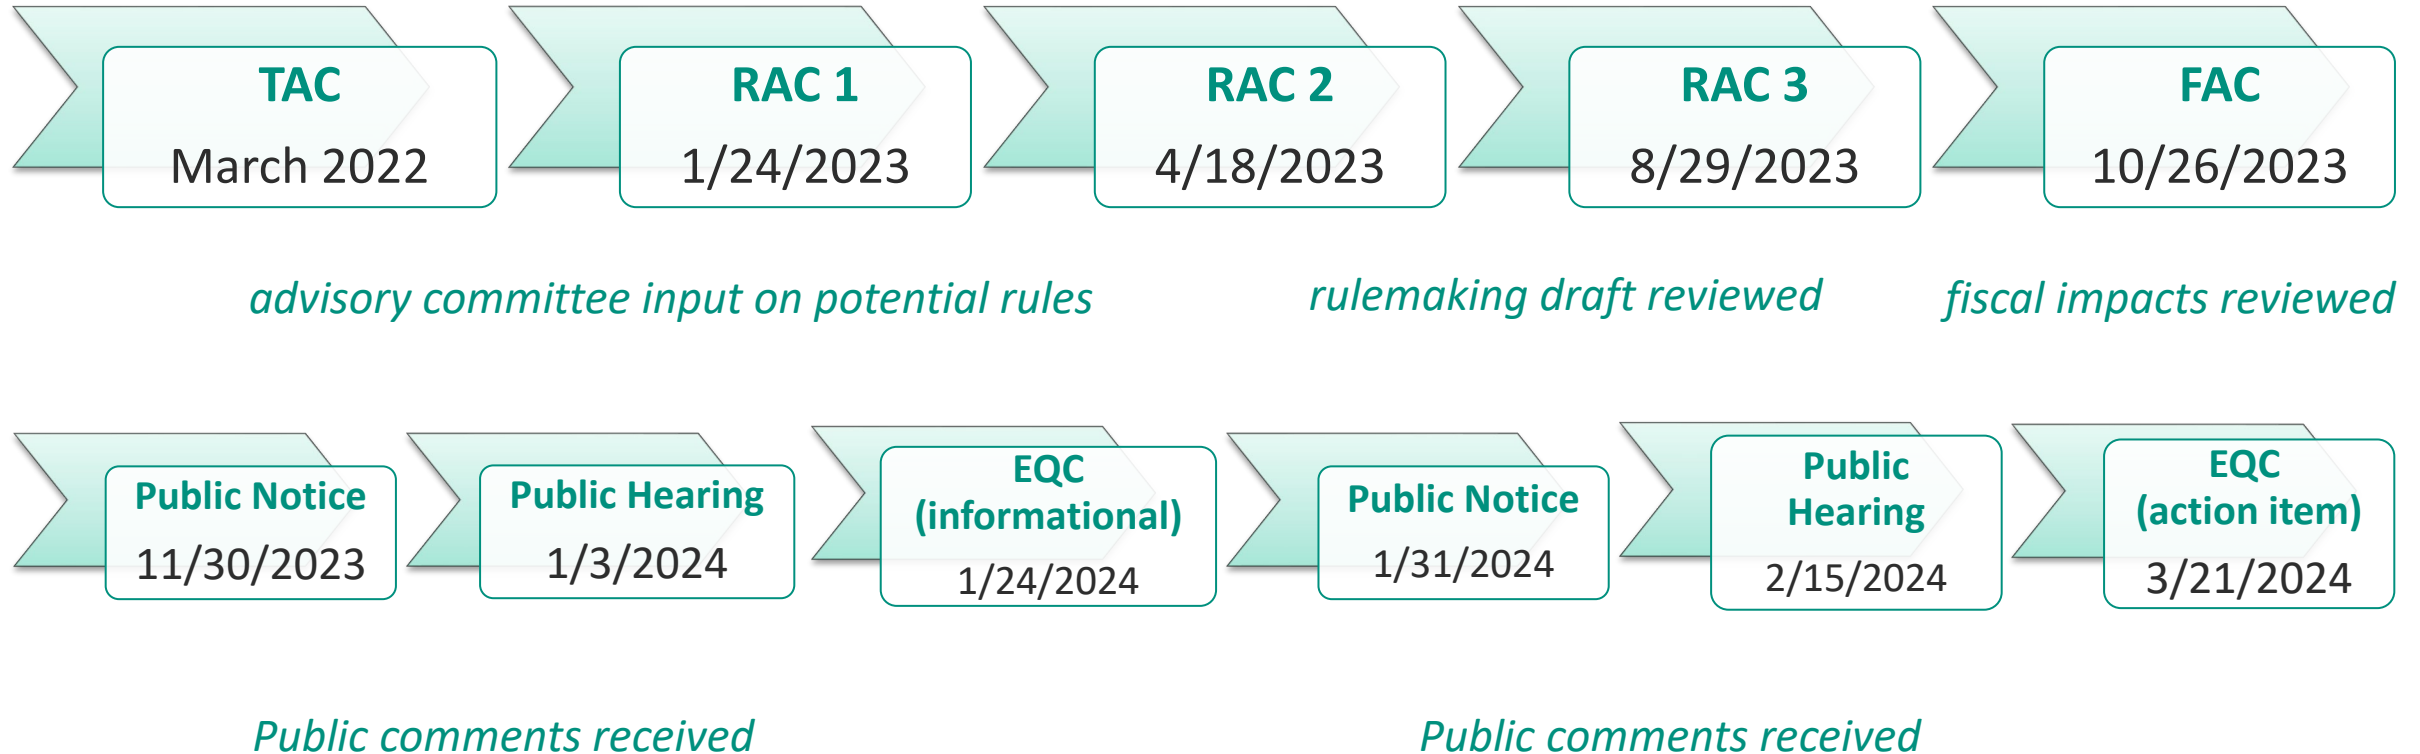 TAC
March 2022
RAC 1
1/24/2023
RAC 2
4/18/2023
RAC 3
8/29/2023
FAC
10/26/2023
advisory committee input on potential rules
rulemaking draft reviewed
fiscal impacts reviewed
Public Notice
11/30/2023
Public Hearing
1/3/2024
EQC
(informational)
1/24/2024
Public Notice
1/31/2024
Public
Hearing
2/15/2024
EQC
(action item)
3/21/2024
Public comments received
Public comments received